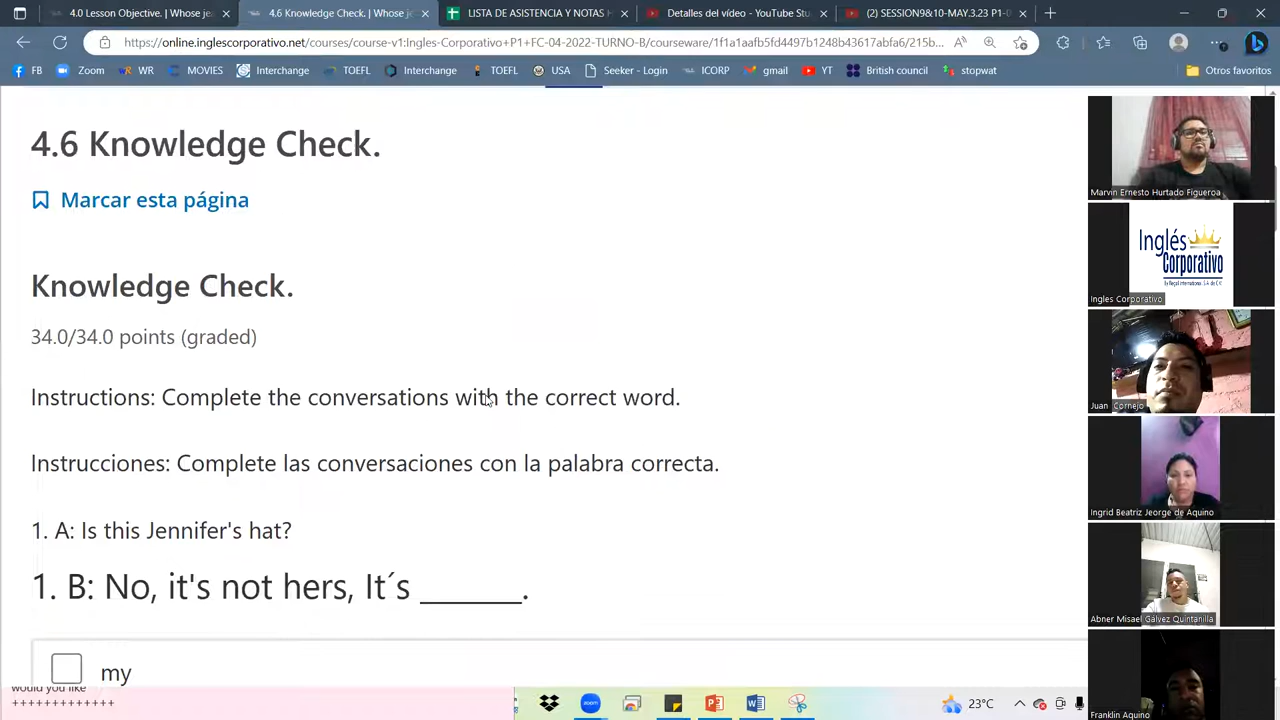 4.0 Lesson Objective. | Whose je
4.6 Knowledge Check. | Whose je
LISTA DE ASISTENCIA Y NOTAS H
Detalles del vídeo - YouTube Stu
(2) SESSION9&10-MAY.3.23 P1-0
https://online.inglescorporativo.net/courses/course-v1:Ingles-Corporativo+P1+FC-04-2022-TURNO-B/courseware/1f1a1aafb5fd4497b1248b43617abfa6/215b...
FB
Zoom
WR
MOVIES
Interchange
TOEFL
Interchange
TOEFL
USA
Seeker - Login
ICORP
gmail
YT
British council
stopwat
Otros favoritos
4.6 Knowledge Check.
Marcar esta página
Knowledge Check.
34.0/34.0 points (graded)
Instructions: Complete the conversations with the correct word.
Instrucciones: Complete las conversaciones con la palabra correcta.
1. A: Is this Jennifer's hat?
1. B: No, it's not hers, It´s ______.
my
Marvin Ernesto Hurtado Figueroa
Inglés
Corporativo
Ingles Corporativo
Juan Cornejo
Ingrid Beatriz Jeorge de Aquino
Abner Misael Gálvez Quintanilla
Franklin Aquino
would you like
+++++++++++++
zoom
23°C